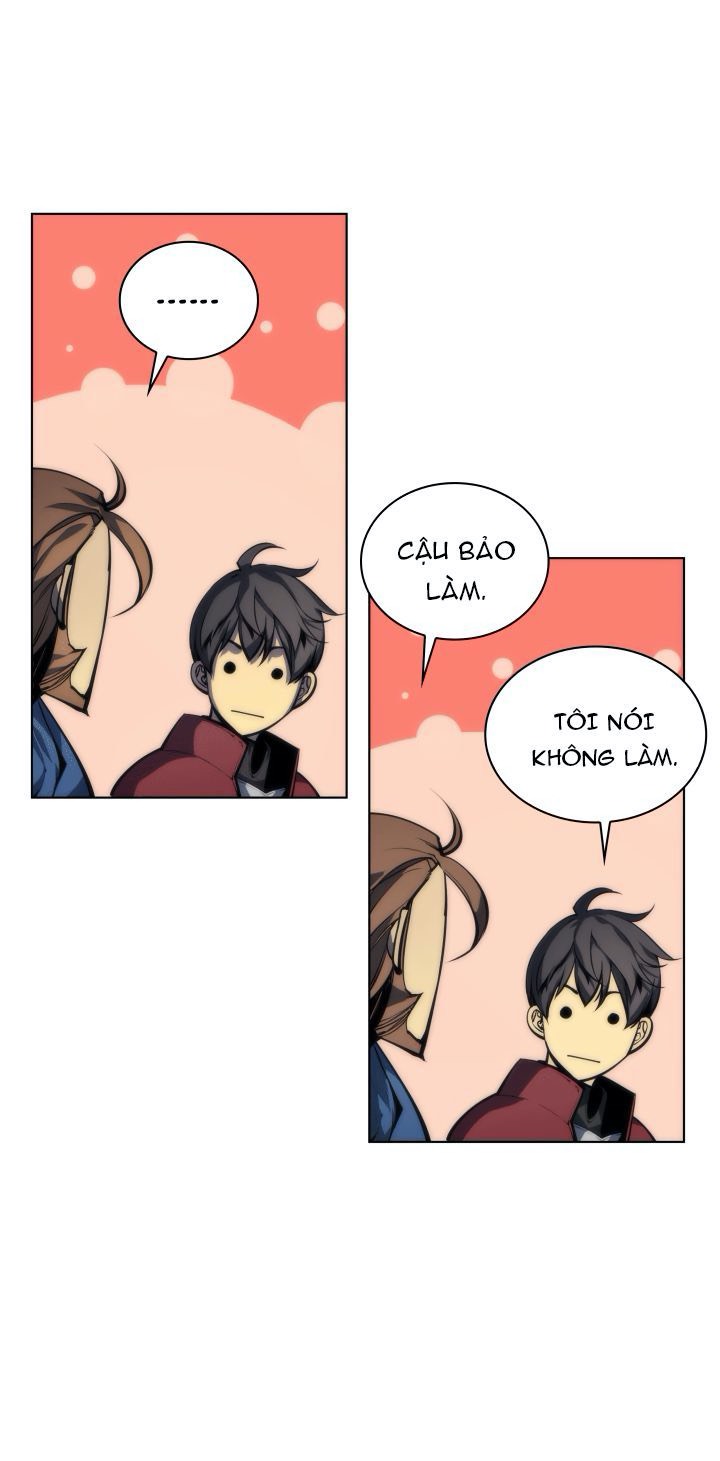 ......
CẬU BẢO
LÀM.
TÔI NÓI
KHÔNG LÀM.